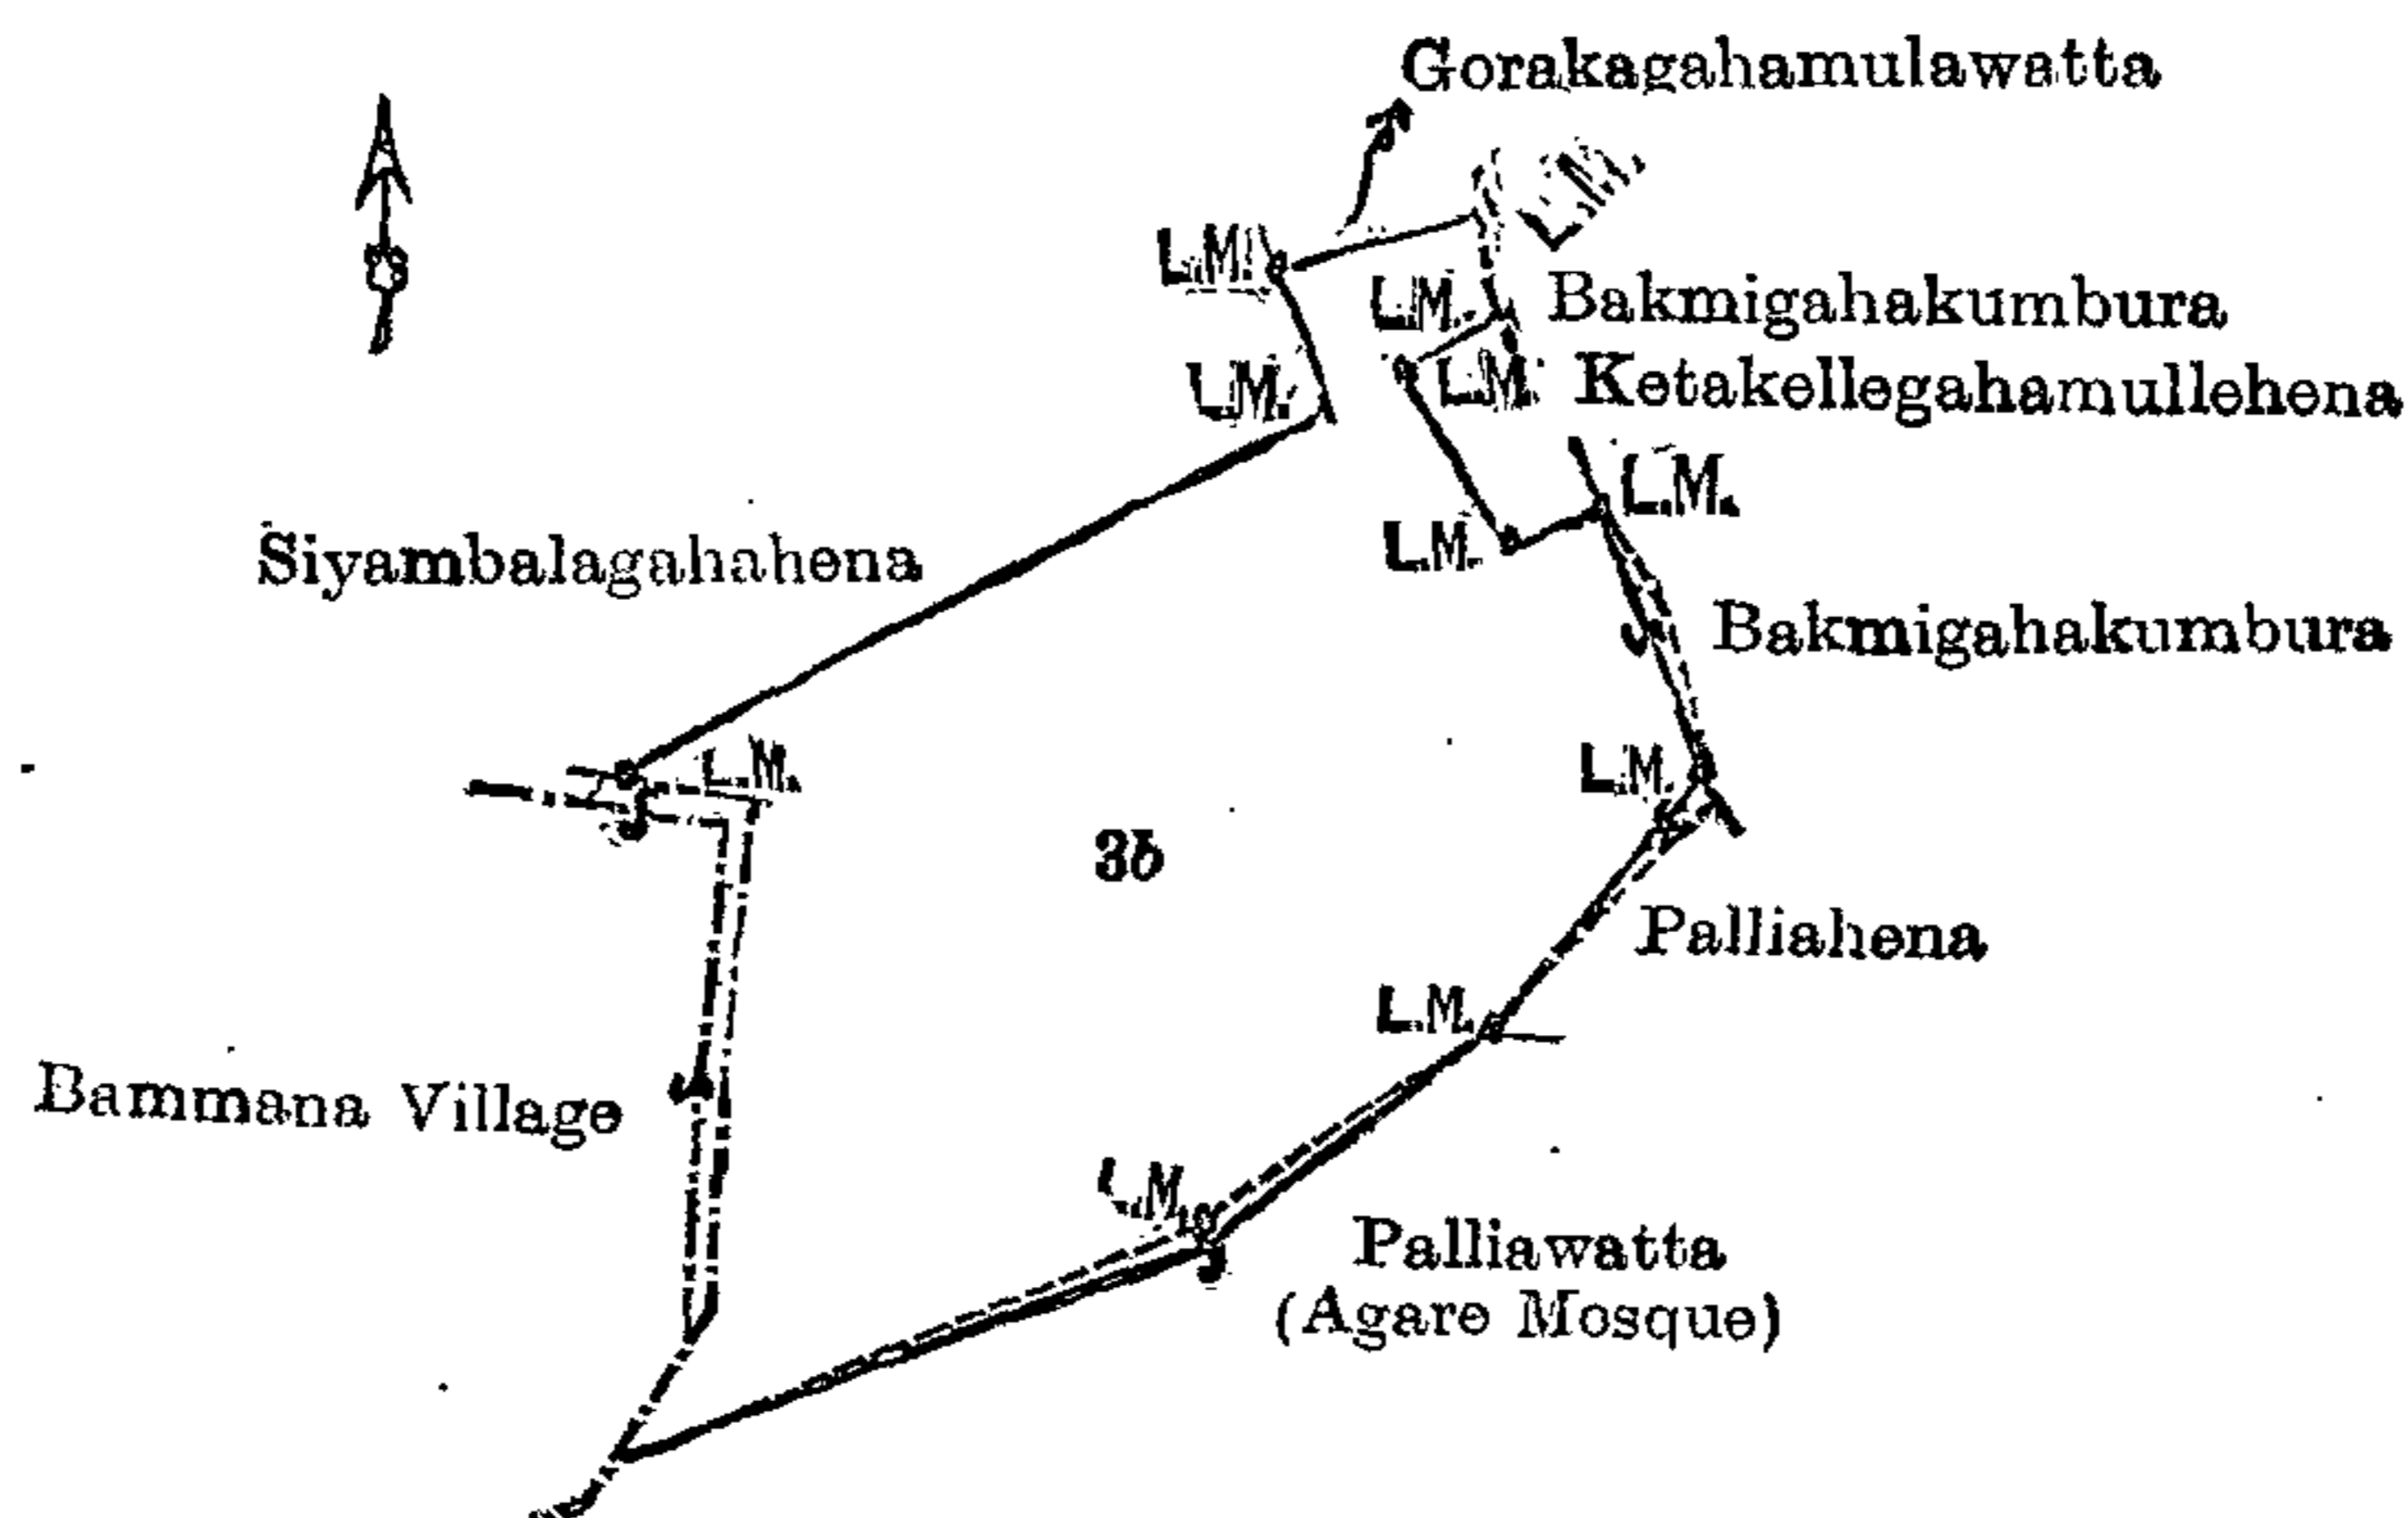 Gorakagahamulawatta
L.M.
L.M.
L.M. Bakmigahakumbura
L.M. L.M. Ketakellegahamullehena
L.M.
L.M.
Siyambalagahahena
Bakmigahakumbura
L.M.
L.M.
3b
Palliahena
L.M.
Bammana Village
L.M.
Palliawatta
(Agare Mosque)